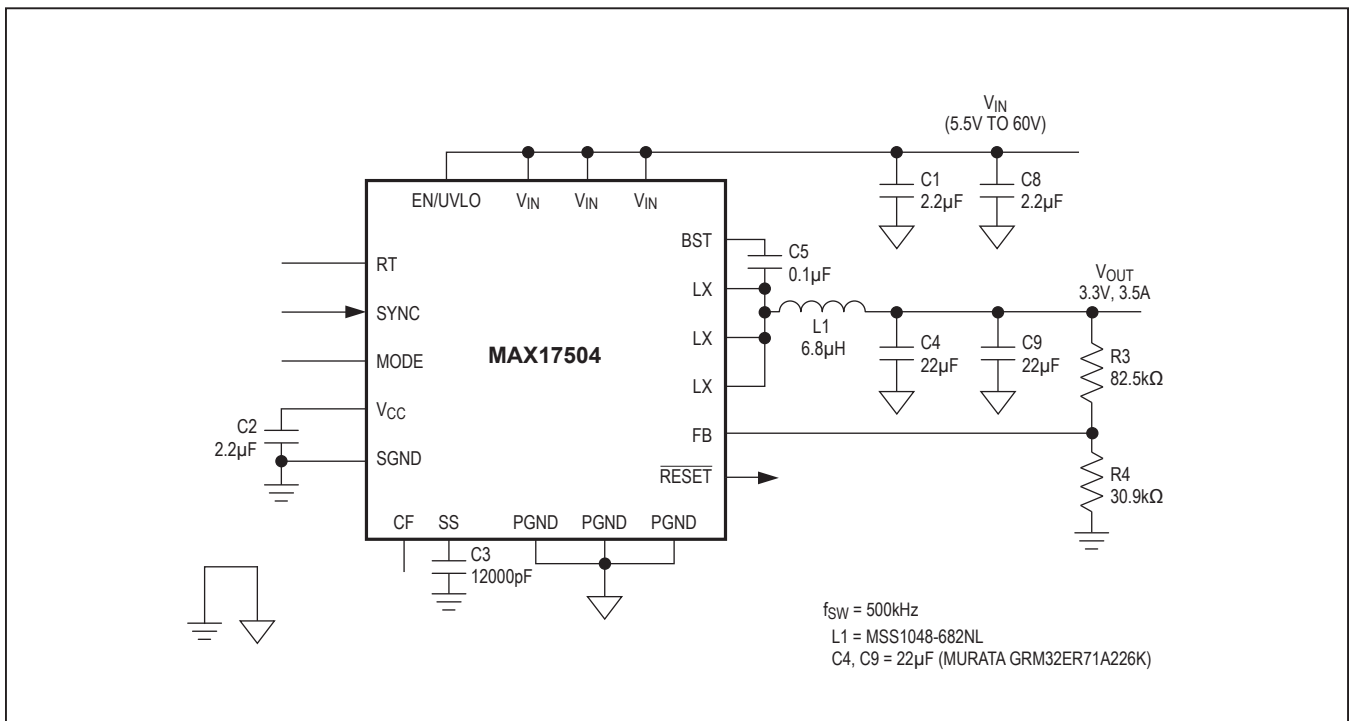 VIN
(5.5V TO 60V)
C1
2.2µF
C8
2.2µF
EN/UVLO
VIN
VIN
VIN
RT
SYNC
MODE
VCC
SGND
C2
2.2µF
MAX17504
BST
LX
LX
LX
FB
RESET
C5
0.1µF
L1
6.8µH
VOUT
3.3V, 3.5A
C4
22µF
C9
22µF
R3
82.5kΩ
R4
30.9kΩ
CF
SS
PGND
PGND
PGND
C3
12000pF
fSW = 500kHz
L1 = MSS1048-682NL
C4, C9 = 22µF (MURATA GRM32ER71A226K)